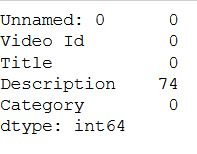 Unnamed: 0 0
Video Id 0
Title 0
Description 74
Category 0
dtype: int64